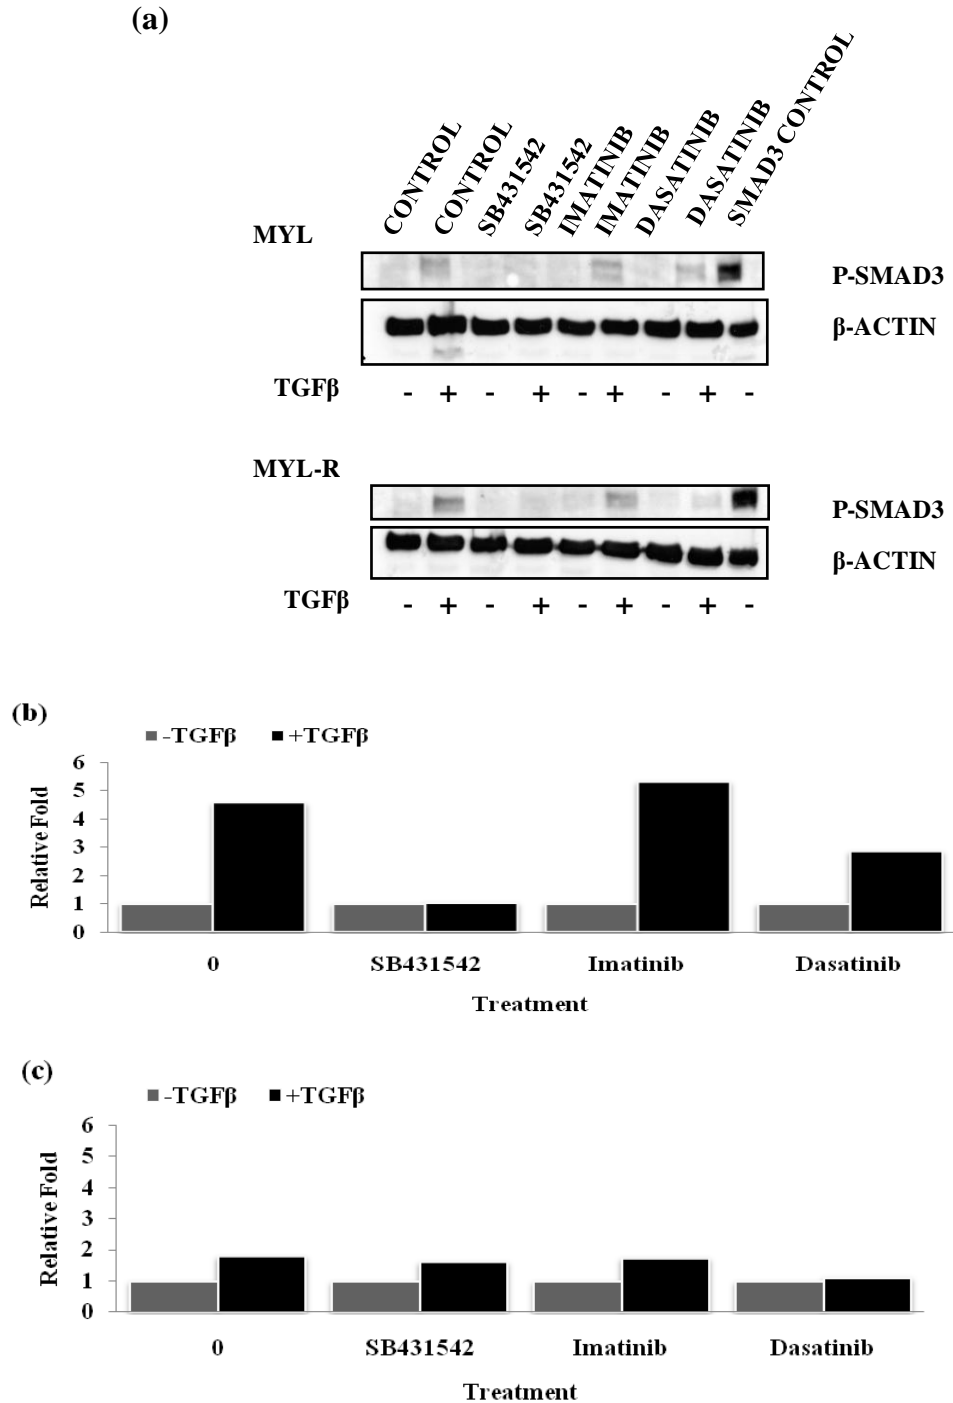 (a)
CONTROL
CONTROL
SB431542
SB431542
IMATINIB
IMATINIB
DASATINIB
DASATINIB
SMAD3 CONTROL
MYL
P-SMAD3
β-ACTIN
TGFβ - + - + - + - + -
MYL-R
P-SMAD3
β-ACTIN
TGFβ - + - + - + - + -
(b)
-TGFβ +TGFβ
6
5
4
3
2
1
0
Relative Fold
0 SB431542 Imatinib Dasatinib
Treatment
(c)
-TGFβ +TGFβ
6
5
4
3
2
1
0
Relative Fold
0 SB431542 Imatinib Dasatinib
Treatment